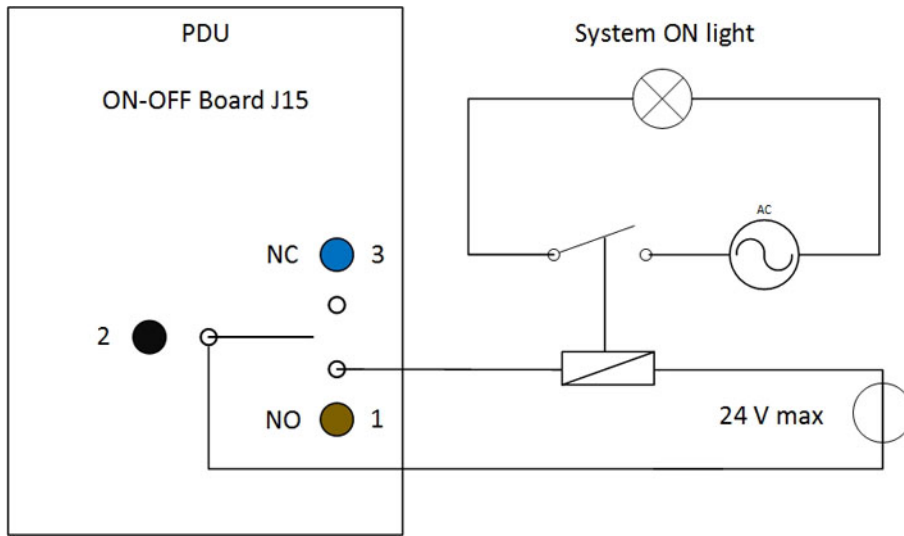 PDU
System ON light
ON-OFF Board J15
AC
NC 3
2
24 V max
NO 1